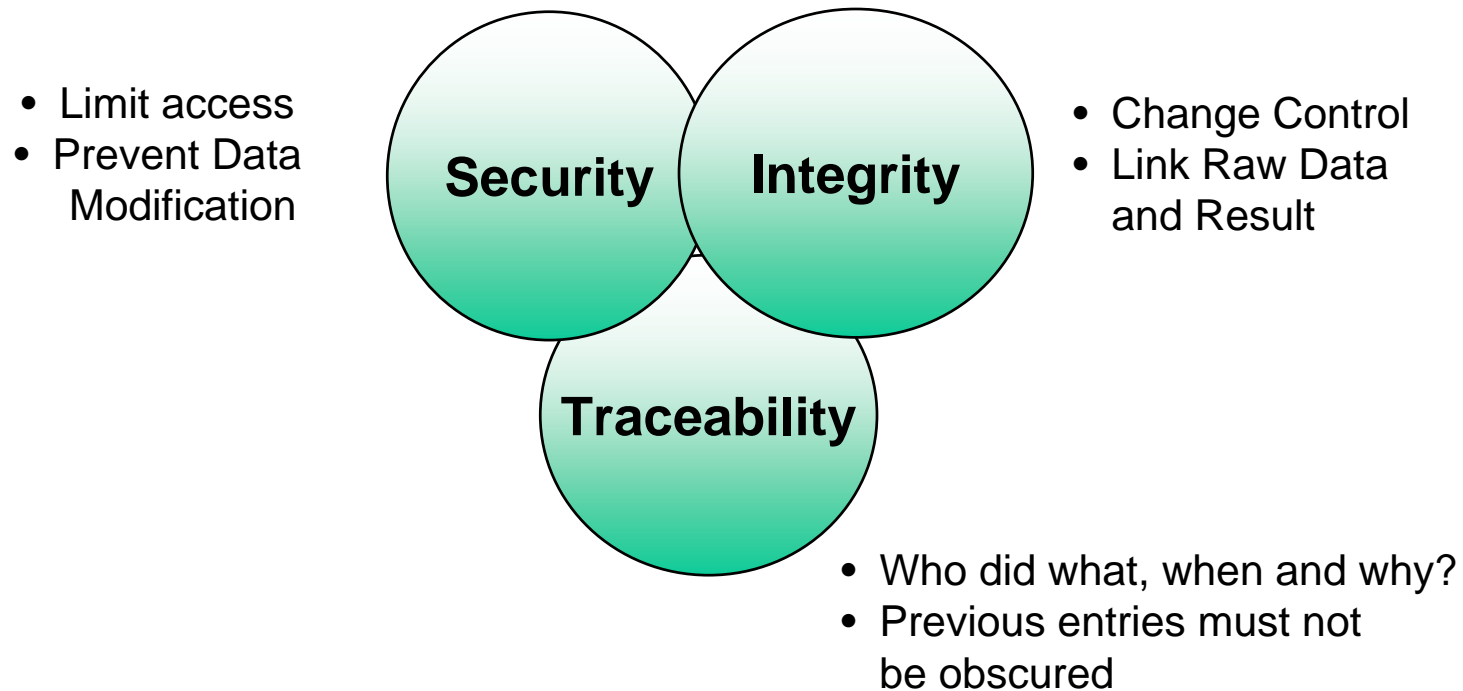 • Limit access
• Prevent Data
Modification
Security
Integrity
• Change Control
• Link Raw Data
and Result
Traceability
• Who did what, when and why?
• Previous entries must not
be obscured